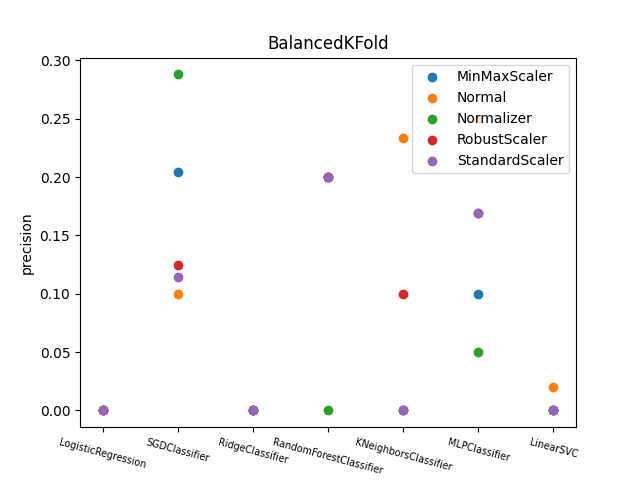 BalancedKFold
0.30
0.25
0.20
0.15
0.10
0.05
0.00
precision
MinMaxScaler
Normal
Normalizer
RobustScaler
StandardScaler
LogisticRegression
SGDClassifier
RidgeClassifier
RandomForestClassifier
KNeighborsClassifier
MLPClassifier
LinearSVC